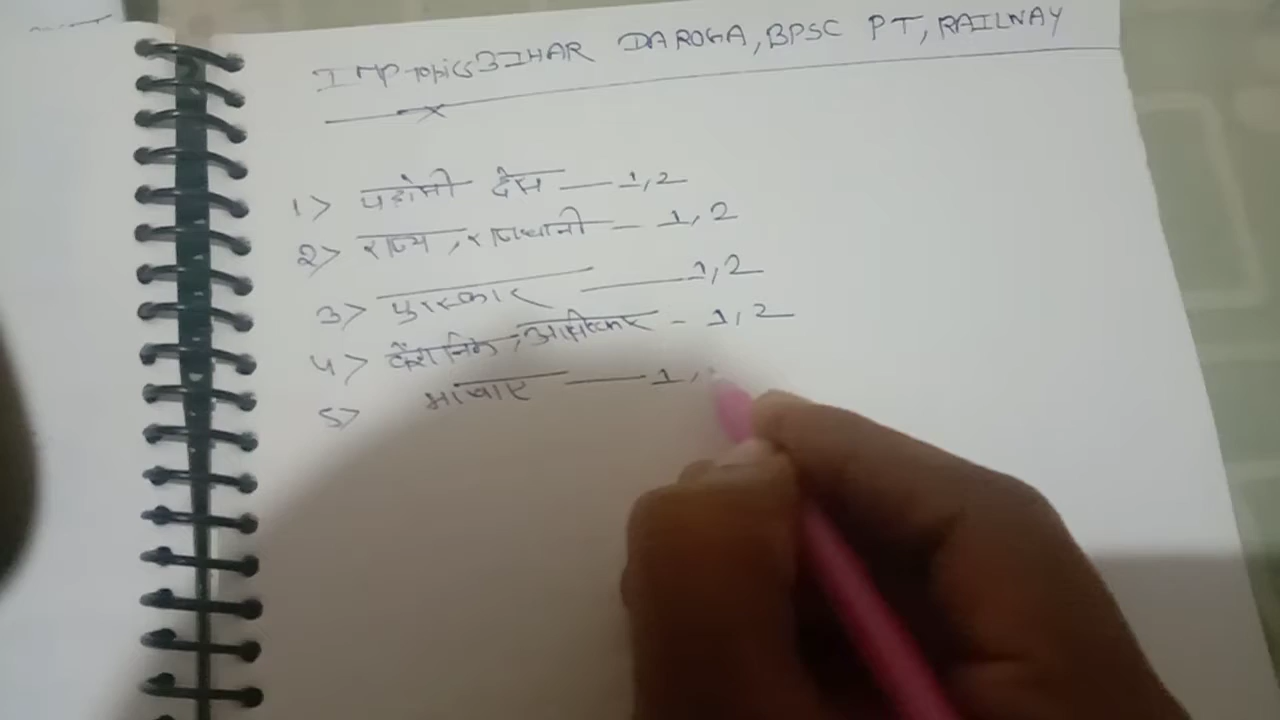 IMP Topics BIHAR DAROGA, BPSC PT, RAILWAY
1> पड़ोसी देस — 1,2
2> राज्य, राजधानी — 1,2
3> पुरस्कार — 1,2
4> आविष्कार - 1,2
5> भाषाए — 1,